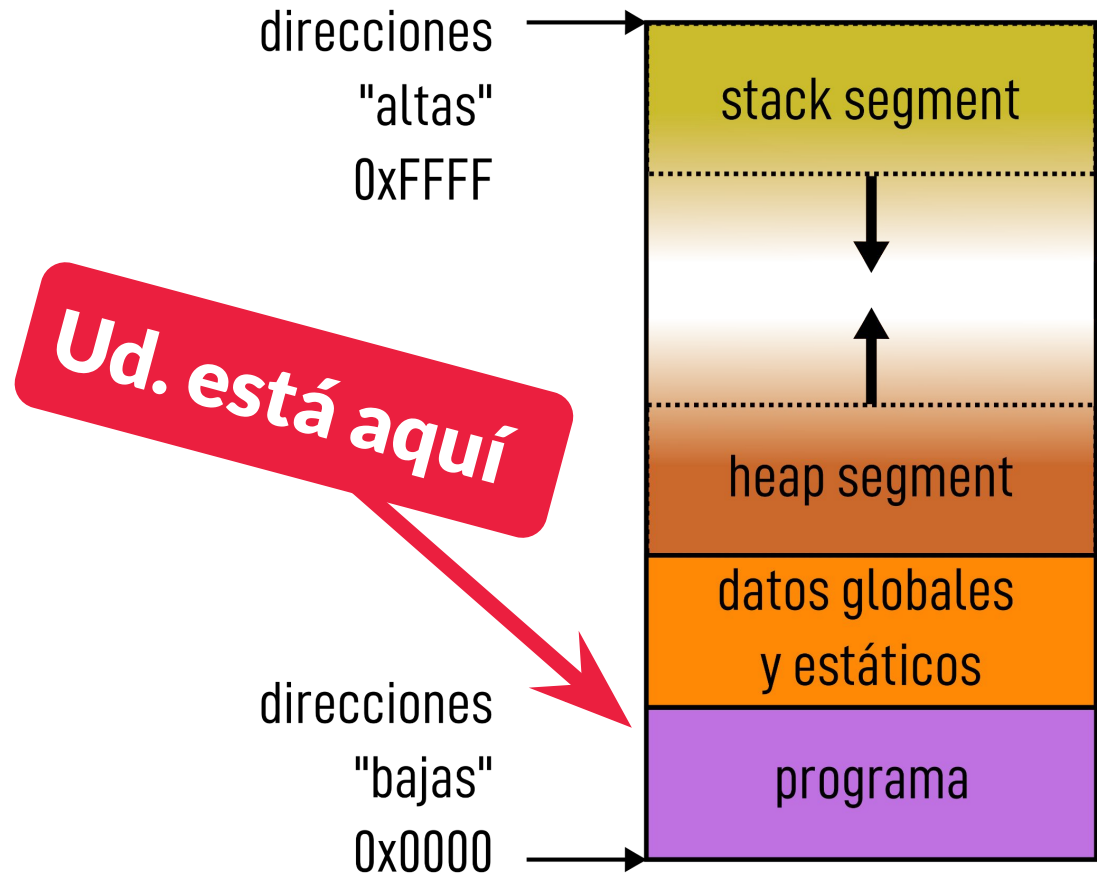 direcciones
"altas"
0xFFFF
stack segment
Ud. está aquí
heap segment
datos globales
y estáticos
direcciones
"bajas"
0x0000
programa